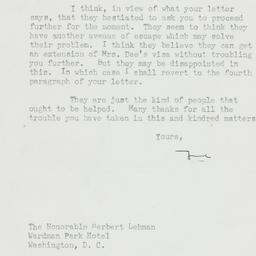 I think, in view of what your letter
says, that they hestiated to ask you to proceed
further for the moment. They seem to think they
have another avenue of escape which may solve
their problem. I think they believe they can get
an extension of Mrs. Dee's visa without troubling
you further. But they may be disappointed in
this. In which case I shall revert to the fourth
paragraph of your letter.
They are just the kind of people that
ought to be helped. Many thanks for all the
trouble you have taken in this and kindred matters
Yours,
The Honorable Herbert Lehman
Wardman Park Hotel
Washington, D. C.